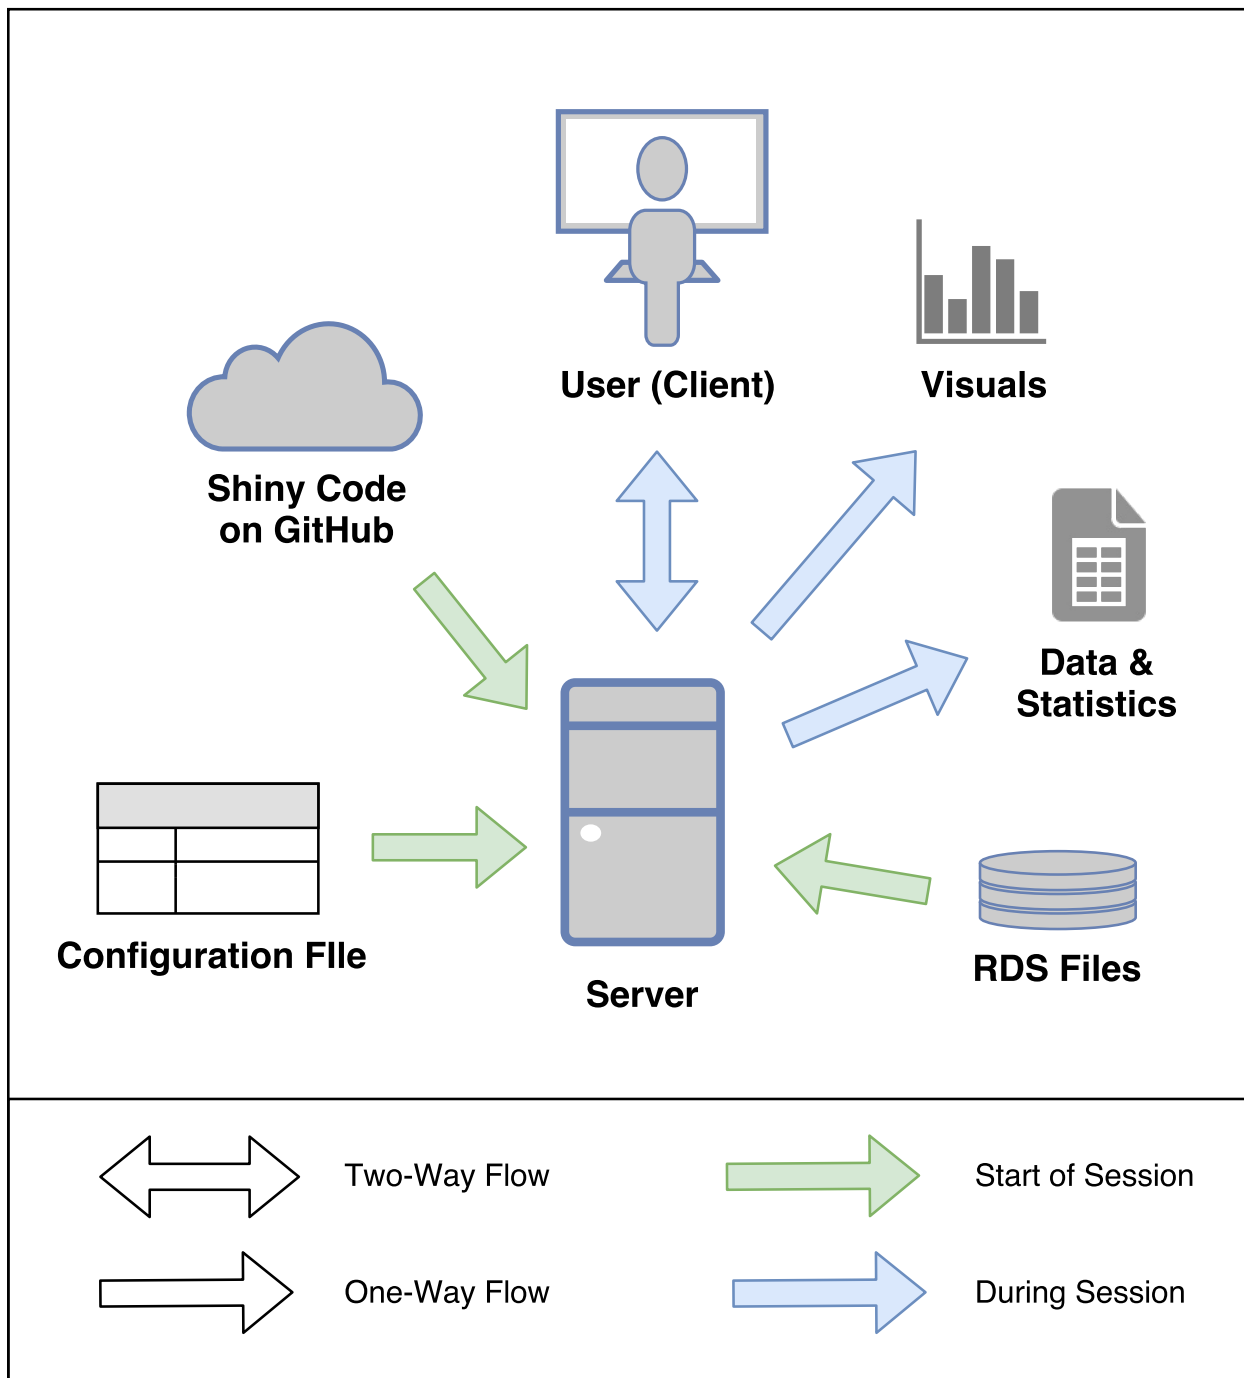 User (Client)
Visuals
Shiny Code
on GitHub
Data &
Statistics
Configuration FIle
RDS Files
Server
Two-Way Flow
Start of Session
One-Way Flow
During Session